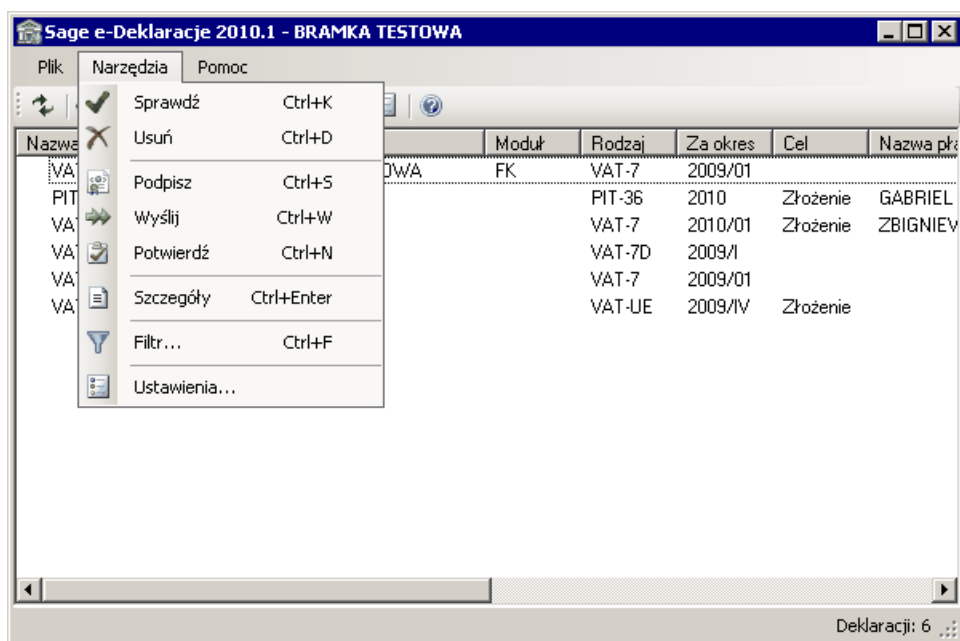 Sage e-Deklaracje 2010.1 - BRAMKA TESTOWA
Plik Narzędzia Pomoc
Sprawdź Ctrl+K
Usuń Ctrl+D
Podpisz Ctrl+S
Wyślij Ctrl+W
Potwierdź Ctrl+N
Szczegóły Ctrl+Enter
Filtr... Ctrl+F
Ustawienia...
Moduł Rodzaj Za okres Cel
FK VAT-7 2009/01
PIT-36 2010 Złożenie GABRIEL
VAT-7 2010/01 Złożenie
VAT-7D 2009/I
VAT-7 2009/01
VAT-UE 2009/IV Złożenie
Deklaracji: 6